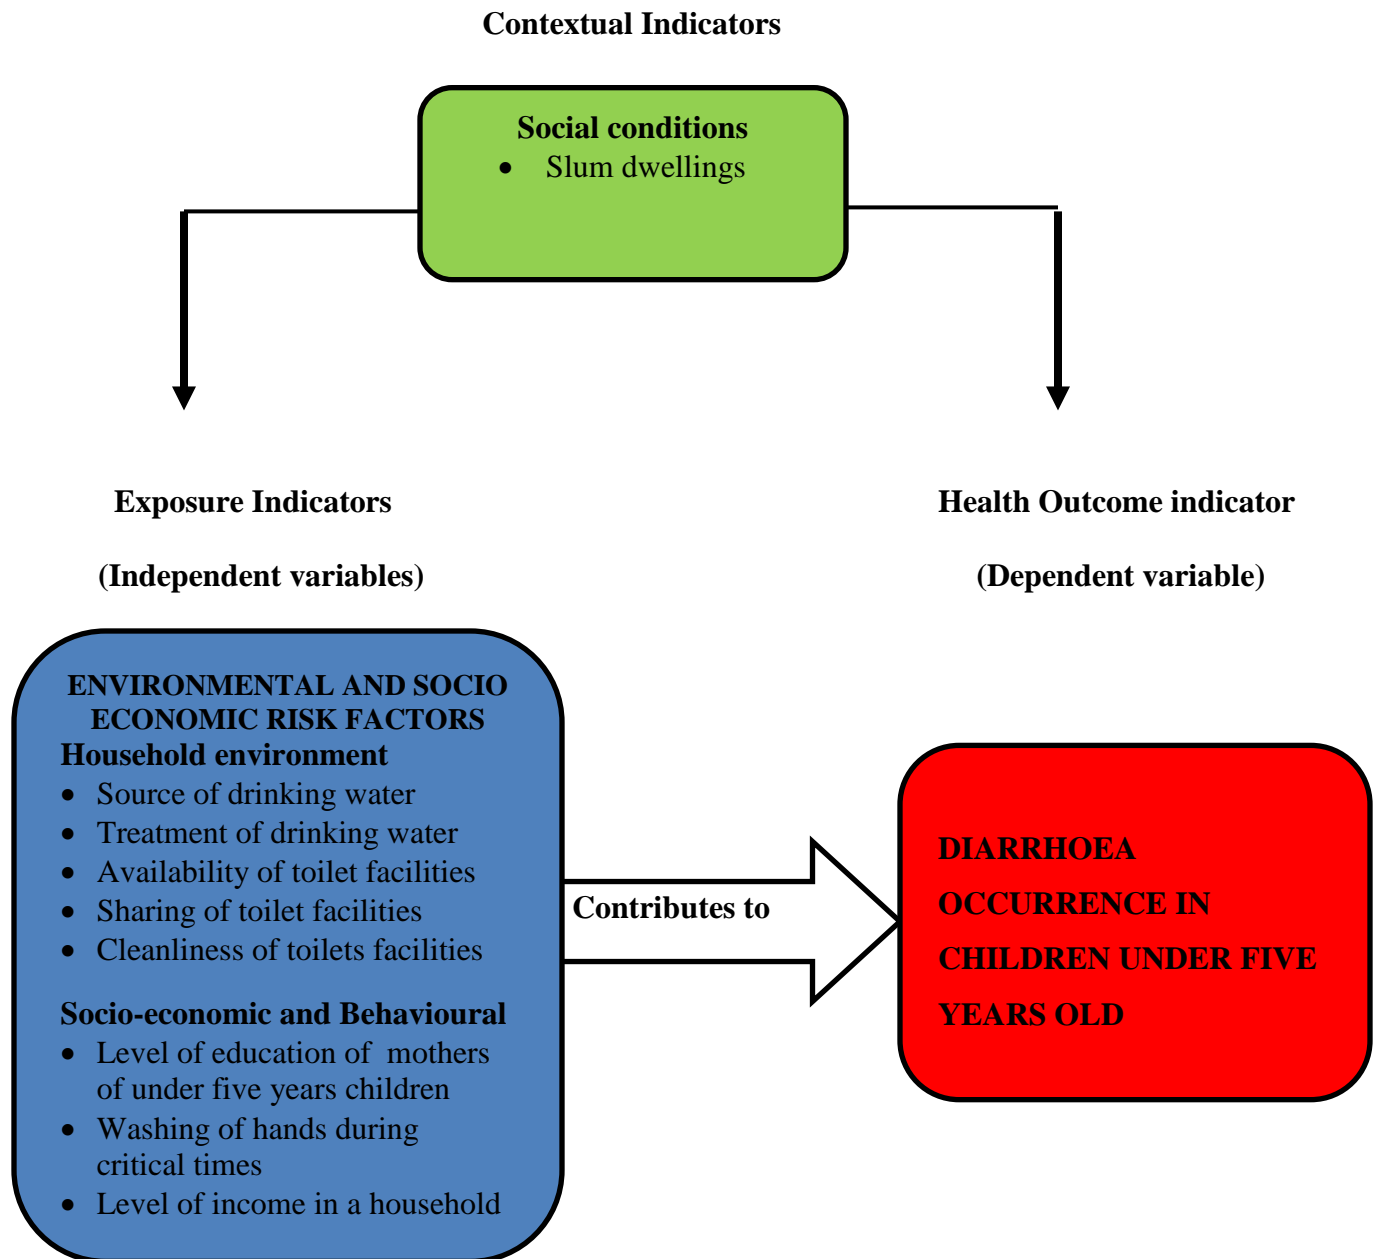 Contextual Indicators
Social conditions
• Slum dwellings
Exposure Indicators
(Independent variables)
Health Outcome indicator
(Dependent variable)
ENVIRONMENTAL AND SOCIO
ECONOMIC RISK FACTORS
Household environment
• Source of drinking water
• Treatment of drinking water
• Availability of toilet facilities
• Sharing of toilet facilities
• Cleanliness of toilets facilities
Socio-economic and Behavioural
• Level of education of mothers
of under five years children
• Washing of hands during
critical times
• Level of income in a household
Contributes to
DIARRHOEA
OCCURRENCE IN
CHILDREN UNDER FIVE
YEARS OLD